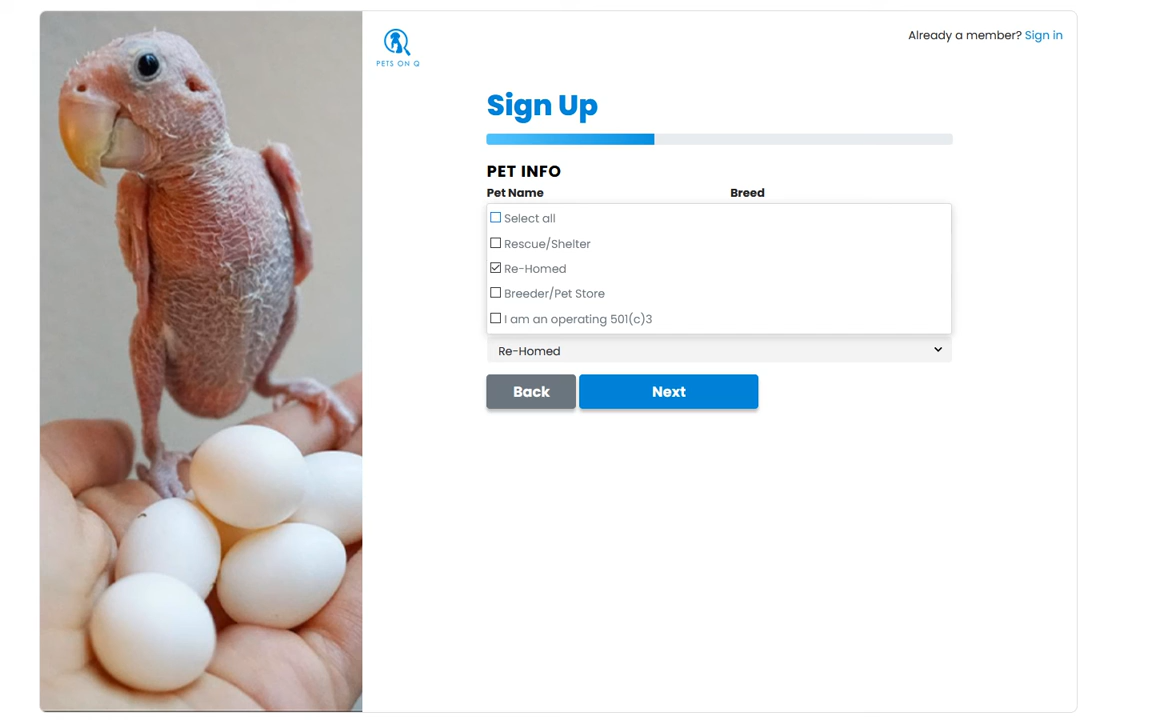 PETS ON Q
Already a member? Sign in
Sign Up
PET INFO
Pet Name Breed
Select all
Rescue/Shelter
Re-Homed
Breeder/Pet Store
I am an operating 501(c)3
Re-Homed
Back Next